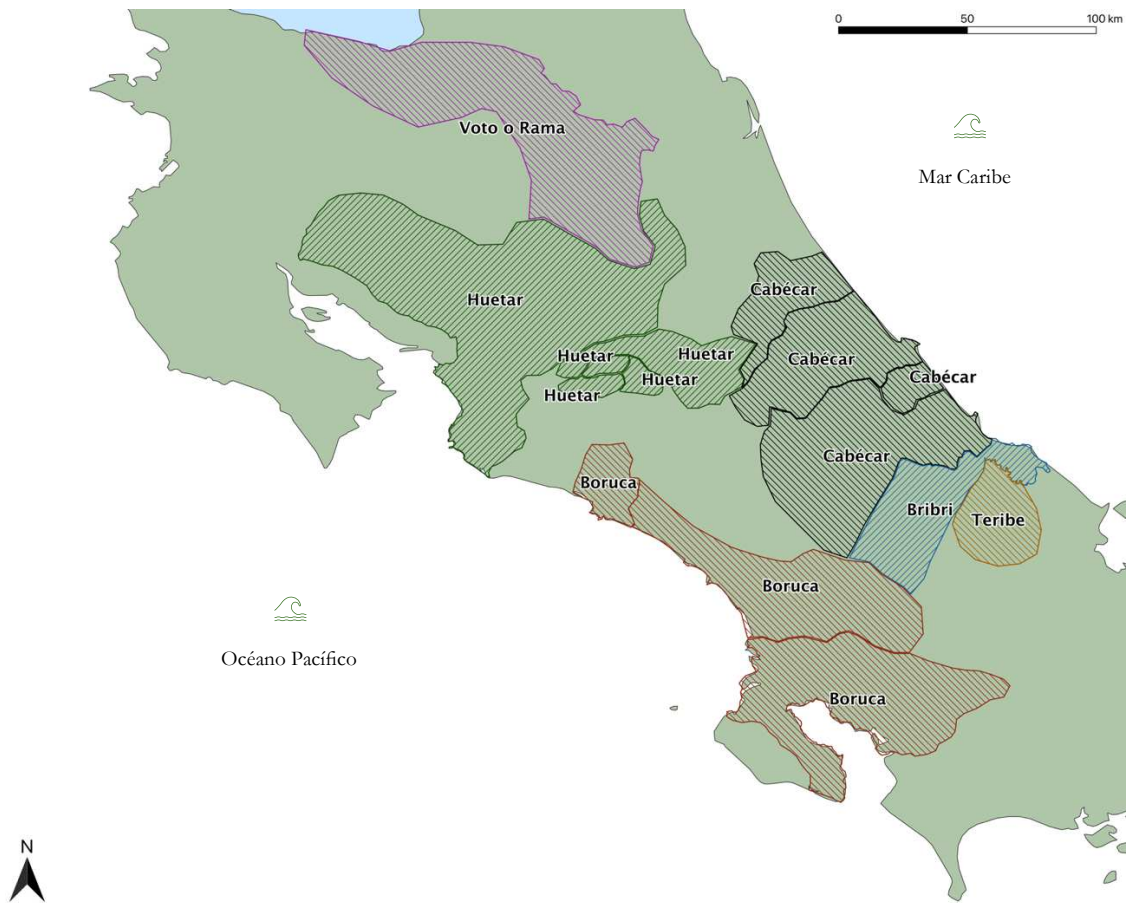 0 50 100 km
Mar Caribe
Voto o Rama
Cabécar
Huetar
Huetar
Huetar
Cabécar
Huetar
Cabécar
Huetar
Cabécar
Boruca
Bribri
Teribe
Boruca
Océano Pacífico
Boruca
N